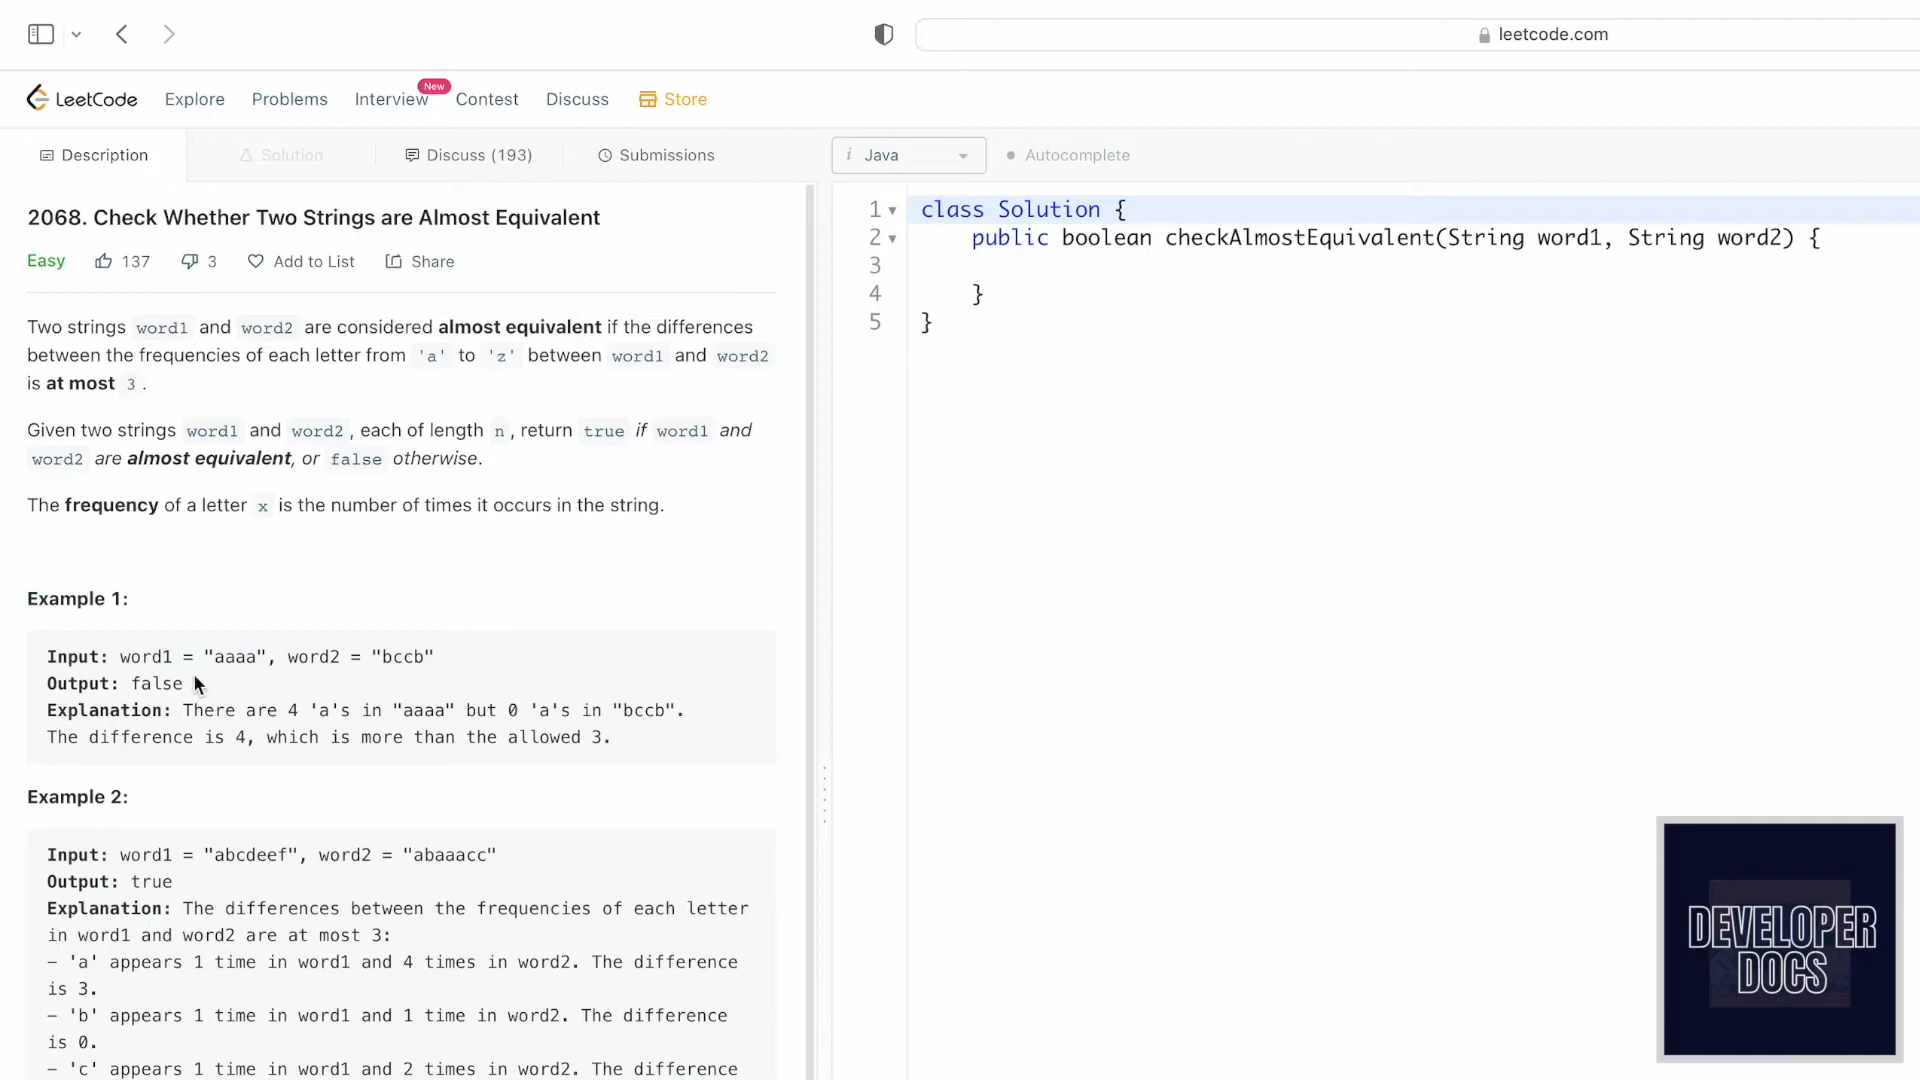 leetcode.com
LeetCode Explore Problems Interview New Contest Discuss Store
Description Solution Discuss (193) Submissions
i Java Autocomplete
2068. Check Whether Two Strings are Almost Equivalent
Easy 137 3 Add to List Share
Two strings word1 and word2 are considered almost equivalent if the differences
between the frequencies of each letter from 'a' to 'z' between word1 and word2
is at most 3 .
Given two strings word1 and word2 , each of length n , return true if word1 and
word2 are almost equivalent, or false otherwise.
The frequency of a letter x is the number of times it occurs in the string.
Example 1:
Input: word1 = "aaaa", word2 = "bccb"
Output: false
Explanation: There are 4 'a's in "aaaa" but 0 'a's in "bccb".
The difference is 4, which is more than the allowed 3.
Example 2:
Input: word1 = "abcdeef", word2 = "abaaacc"
Output: true
Explanation: The differences between the frequencies of each letter
in word1 and word2 are at most 3:
– 'a' appears 1 time in word1 and 4 times in word2. The difference
is 3.
– 'b' appears 1 time in word1 and 1 time in word2. The difference
is 0.
– 'c' appears 1 time in word1 and 2 times in word2. The difference
1 class Solution {
2 public boolean checkAlmostEquivalent(String word1, String word2) {
3
4 }
5 }
DEVELOPER
DOCS